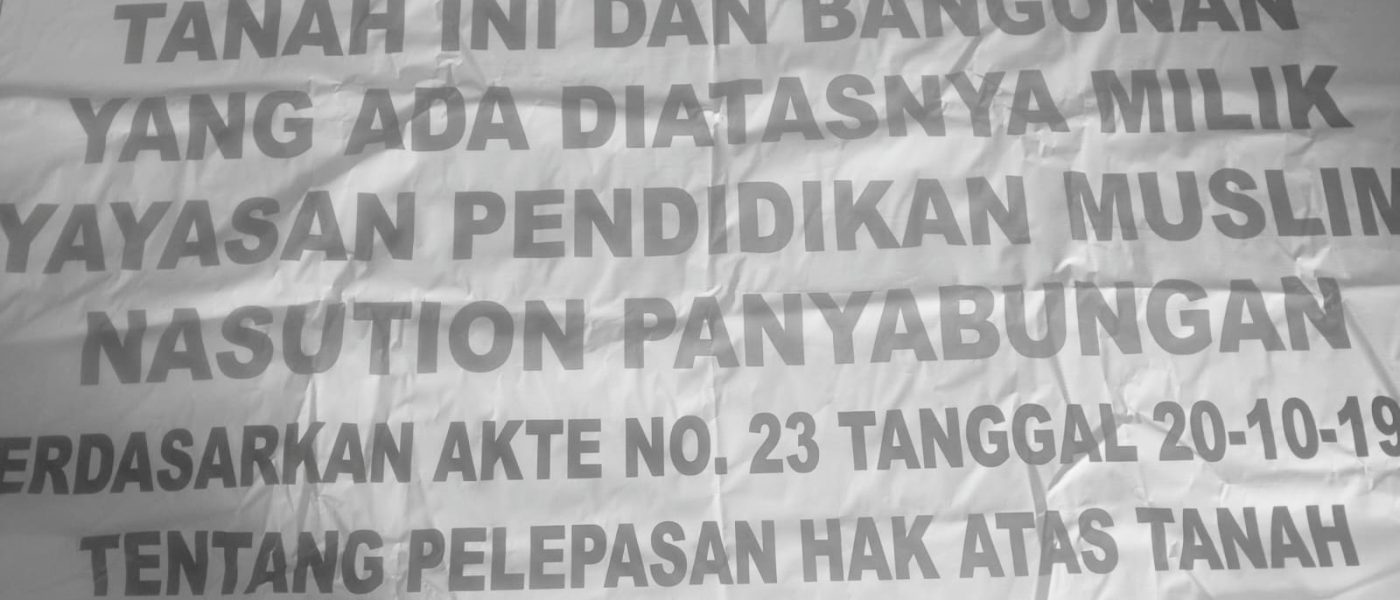 TANAH INI DAN BANGUNAN
YANG ADA DIATASNYA MILIK
YAYASAN PENDIDIKAN MUSLIM
NASUTION PANYABUNGAN
ERDASARKAN AKTE NO. 23 TANGGAL 20-10-19
TENTANG PELEPASAN HAK ATAS TANAH